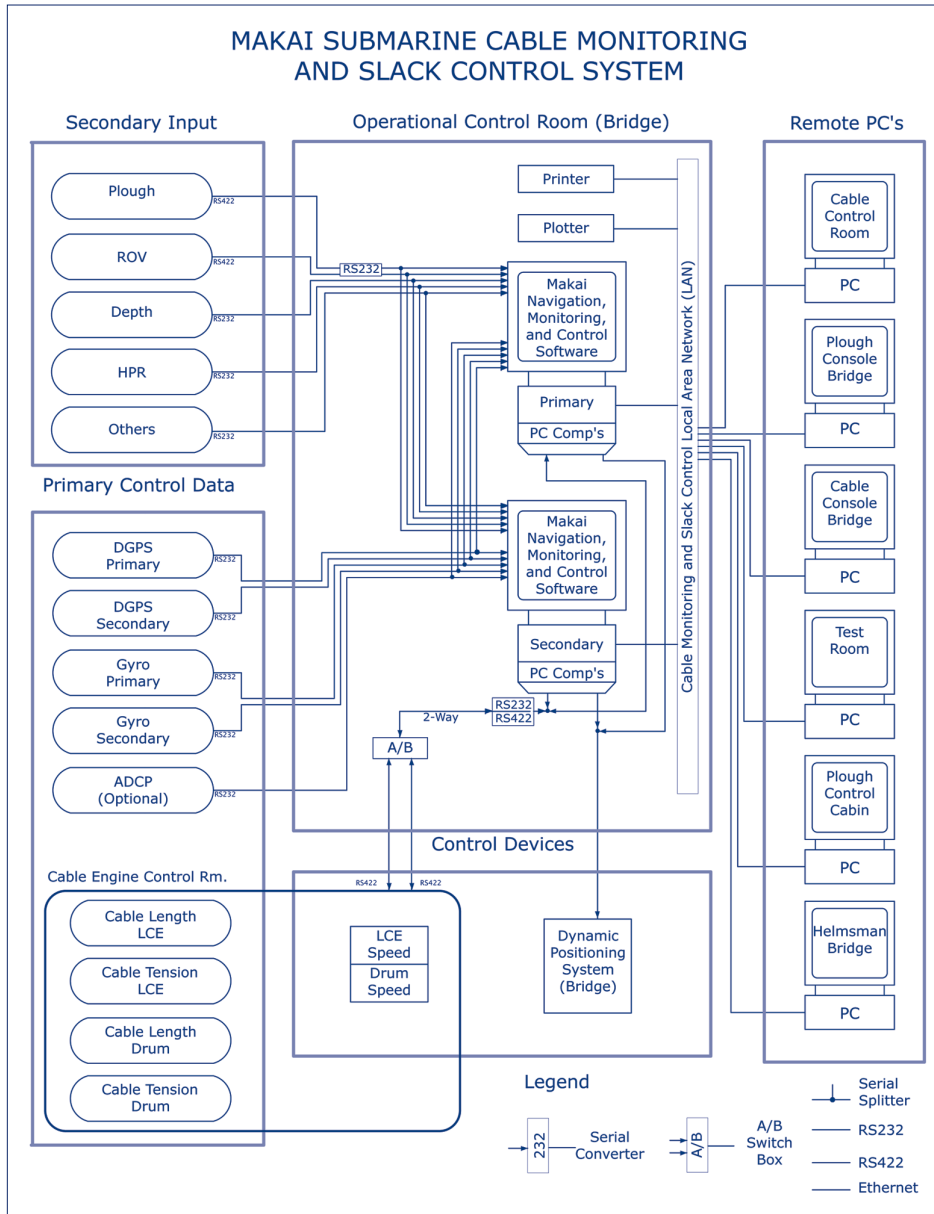 MAKAI SUBMARINE CABLE MONITORING
AND SLACK CONTROL SYSTEM
Secondary Input
Plough
RS422
ROV
RS422
Depth
RS232
HPR
RS232
Others
RS232
Primary Control Data
DGPS
Primary
RS232
DGPS
Secondary
RS232
Gyro
Primary
RS232
Gyro
Secondary
RS232
ADCP
(Optional)
RS232
Cable Engine Control Rm.
Cable Length
LCE
Cable Tension
LCE
Cable Length
Drum
Cable Tension
Drum
Operational Control Room (Bridge)
Printer
Plotter
RS232
Makai
Navigation,
Monitoring,
and Control
Software
Primary
PC Comp's
Makai
Navigation,
Monitoring,
and Control
Software
Secondary
PC Comp's
RS232
RS422
2-Way
A/B
Cable Monitoring and Slack Control Local Area Network (LAN)
Control Devices
RS422
RS422
LCE
Speed
Drum
Speed
Dynamic
Positioning
System
(Bridge)
Remote PC's
Cable
Control
Room
PC
Plough
Console
Bridge
PC
Cable
Console
Bridge
PC
Test
Room
PC
Plough
Control
Cabin
PC
Helmsman
Bridge
PC
Legend
232
Serial
Converter
A/B
A/B
Switch
Box
Serial
Splitter
RS232
RS422
Ethernet